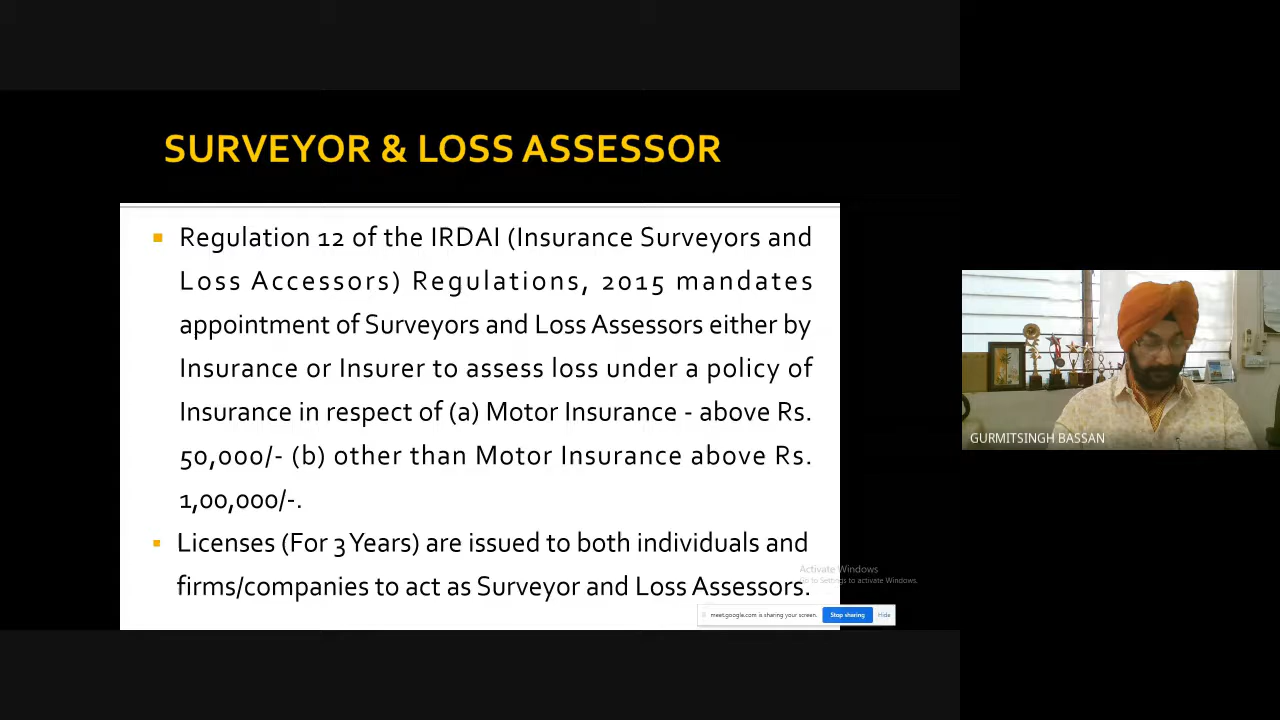 SURVEYOR & LOSS ASSESSOR
Regulation 12 of the IRDAI (Insurance Surveyors and
Loss Accessors) Regulations, 2015 mandates
appointment of Surveyors and Loss Assessors either by
Insurance or Insurer to assess loss under a policy of
Insurance in respect of (a) Motor Insurance - above Rs.
50,000/- (b) other than Motor Insurance above Rs.
1,00,000/-.
Licenses (For 3 Years) are issued to both individuals and
firms/companies to act as Surveyor and Loss Assessors.
Activate Windows
Go to Settings to activate Windows.
meet.google.com is sharing your screen.
Stop sharing
Hide
GURMITSINGH BASSAN